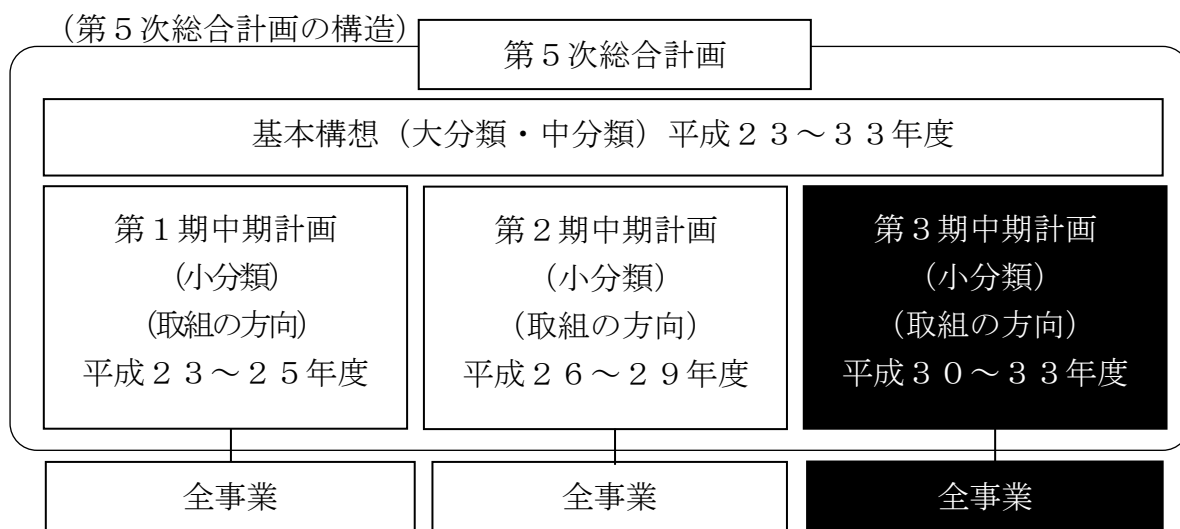 （第５次総合計画の構造）
第５次総合計画
基本構想（大分類・中分類）平成２３～３３年度
第１期中期計画
（小分類）
（取組の方向）
平成２３～２５年度
第２期中期計画
（小分類）
（取組の方向）
平成２６～２９年度
第３期中期計画
（小分類）
（取組の方向）
平成３０～３３年度
全事業
全事業
全事業